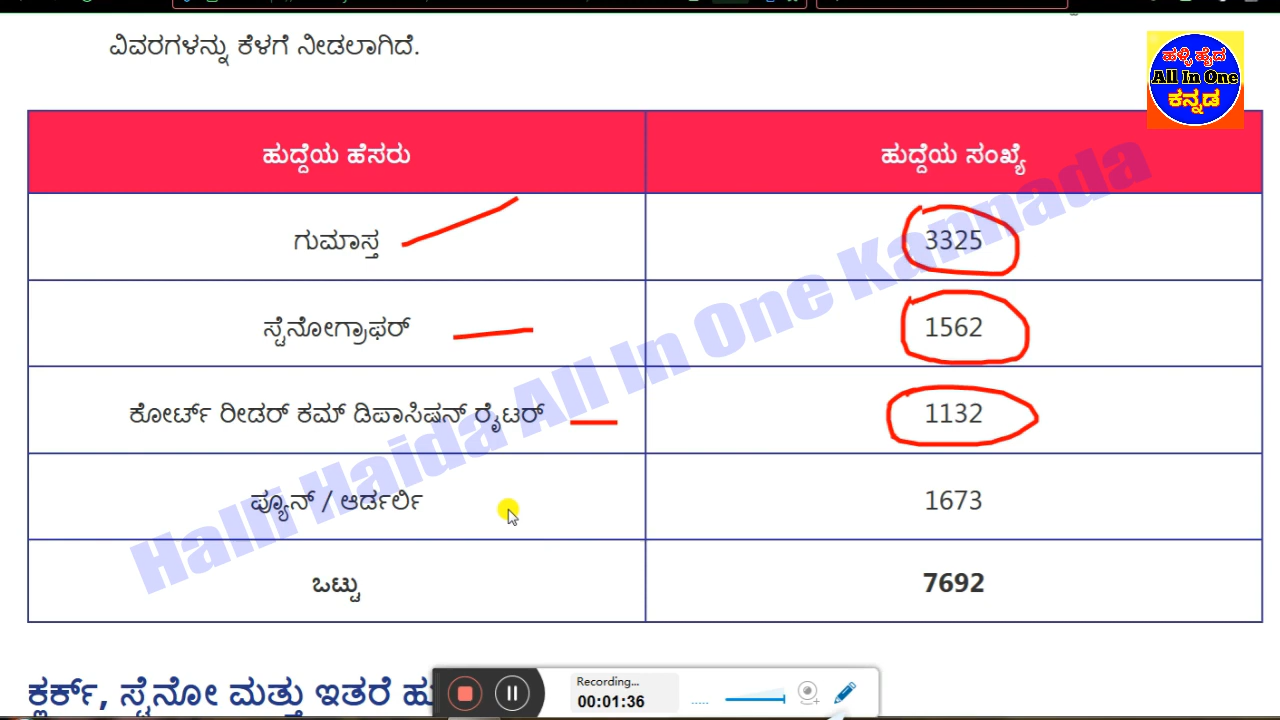 ವಿವರಗಳನ್ನು ಕೆಳಗೆ ನೀಡಲಾಗಿದೆ.
ಹಳ್ಳಿ ಹೈದ
All In One
ಕನ್ನಡ
ಹುದ್ದೆಯ ಹೆಸರು ಹುದ್ದೆಯ ಸಂಖ್ಯೆ
ಗುಮಾಸ್ತ 3325
ಸ್ಟೆನೋಗ್ರಾಫರ್ 1562
ಕೋರ್ಟ್ ರೀಡರ್ ಕಮ್ ಡಿಪಾಸಿಷನ್ ರೈಟರ್ 1132
ಪ್ಯೂನ್ / ಆರ್ಡರ್ಲಿ 1673
ಒಟ್ಟು 7692
Halli Haida All In One Kannada
ಕ್ಲರ್ಕ್, ಸ್ಟೆನೋ ಮತ್ತು ಇತರೆ
Recording...
00:01:36